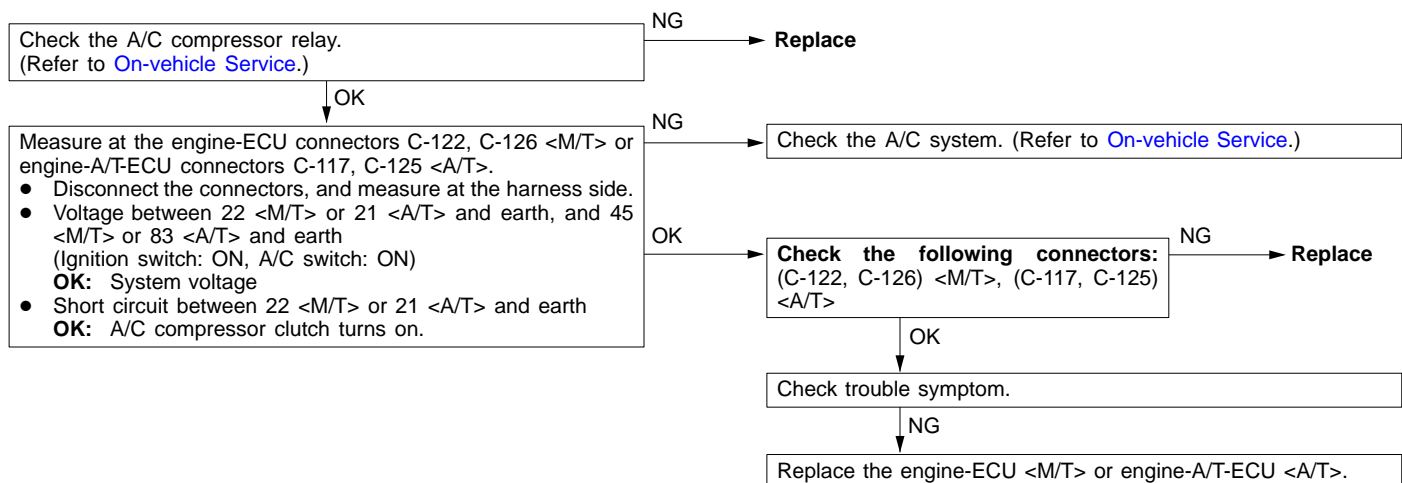 Check the A/C compressor relay.
(Refer to On-vehicle Service.)
NG
Replace
OK
Measure at the engine-ECU connectors C-122, C-126 <M/T> or
engine-A/T-ECU connectors C-117, C-125 <A/T>.
● Disconnect the connectors, and measure at the harness side.
● Voltage between 22 <M/T> or 21 <A/T> and earth, and 45
<M/T> or 83 <A/T> and earth
(Ignition switch: ON, A/C switch: ON)
OK: System voltage
● Short circuit between 22 <M/T> or 21 <A/T> and earth
OK: A/C compressor clutch turns on.
NG
Check the A/C system. (Refer to On-vehicle Service.)
OK
Check the following connectors:
(C-122, C-126) <M/T>, (C-117, C-125)
<A/T>
NG
Replace
OK
Check trouble symptom.
NG
Replace the engine-ECU <M/T> or engine-A/T-ECU <A/T>.